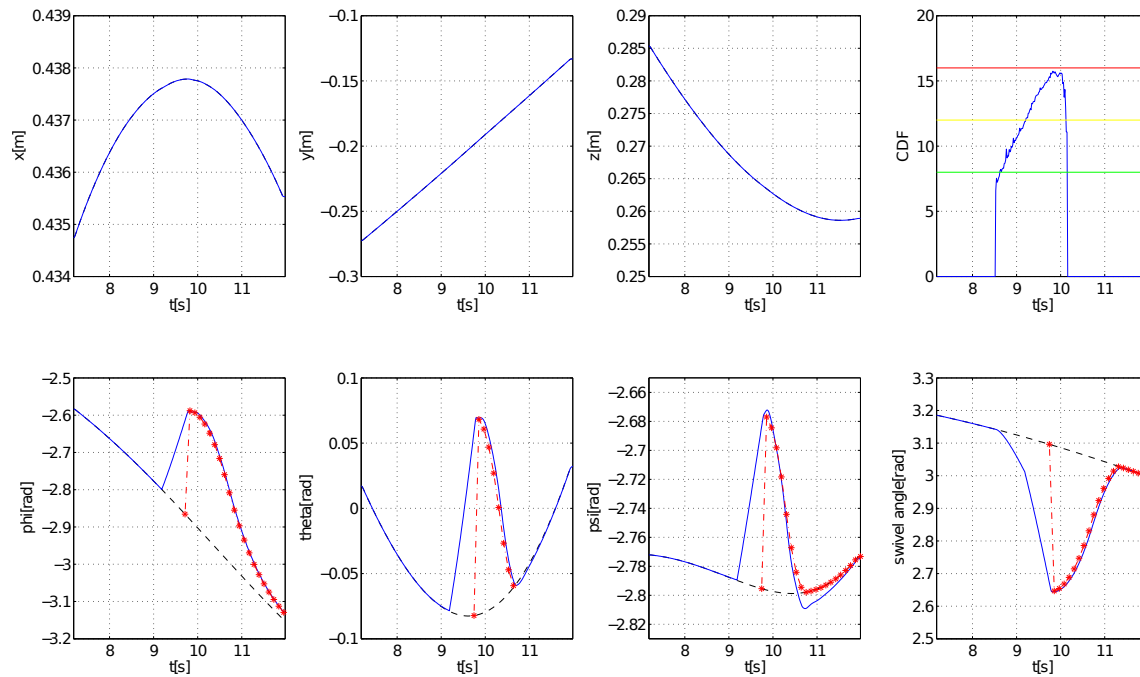 0.439
0.438
0.437
0.436
0.435
0.434
x[m]
8 9 10 11
t[s]
−0.1
−0.15
−0.2
−0.25
−0.3
y[m]
8 9 10 11
t[s]
0.29
0.285
0.28
0.275
0.27
0.265
0.26
0.255
0.25
z[m]
8 9 10 11
t[s]
20
15
10
5
0
CDF
8 9 10 11
t[s]
−2.5
−2.6
−2.7
−2.8
−2.9
−3
−3.1
−3.2
phi[rad]
8 9 10 11
t[s]
0.1
0.05
0
−0.05
−0.1
theta[rad]
8 9 10 11
t[s]
−2.66
−2.68
−2.7
−2.72
−2.74
−2.76
−2.78
−2.8
−2.82
psi[rad]
8 9 10 11
t[s]
3.3
3.2
3.1
3
2.9
2.8
2.7
2.6
2.5
swivel angle[rad]
8 9 10 11
t[s]